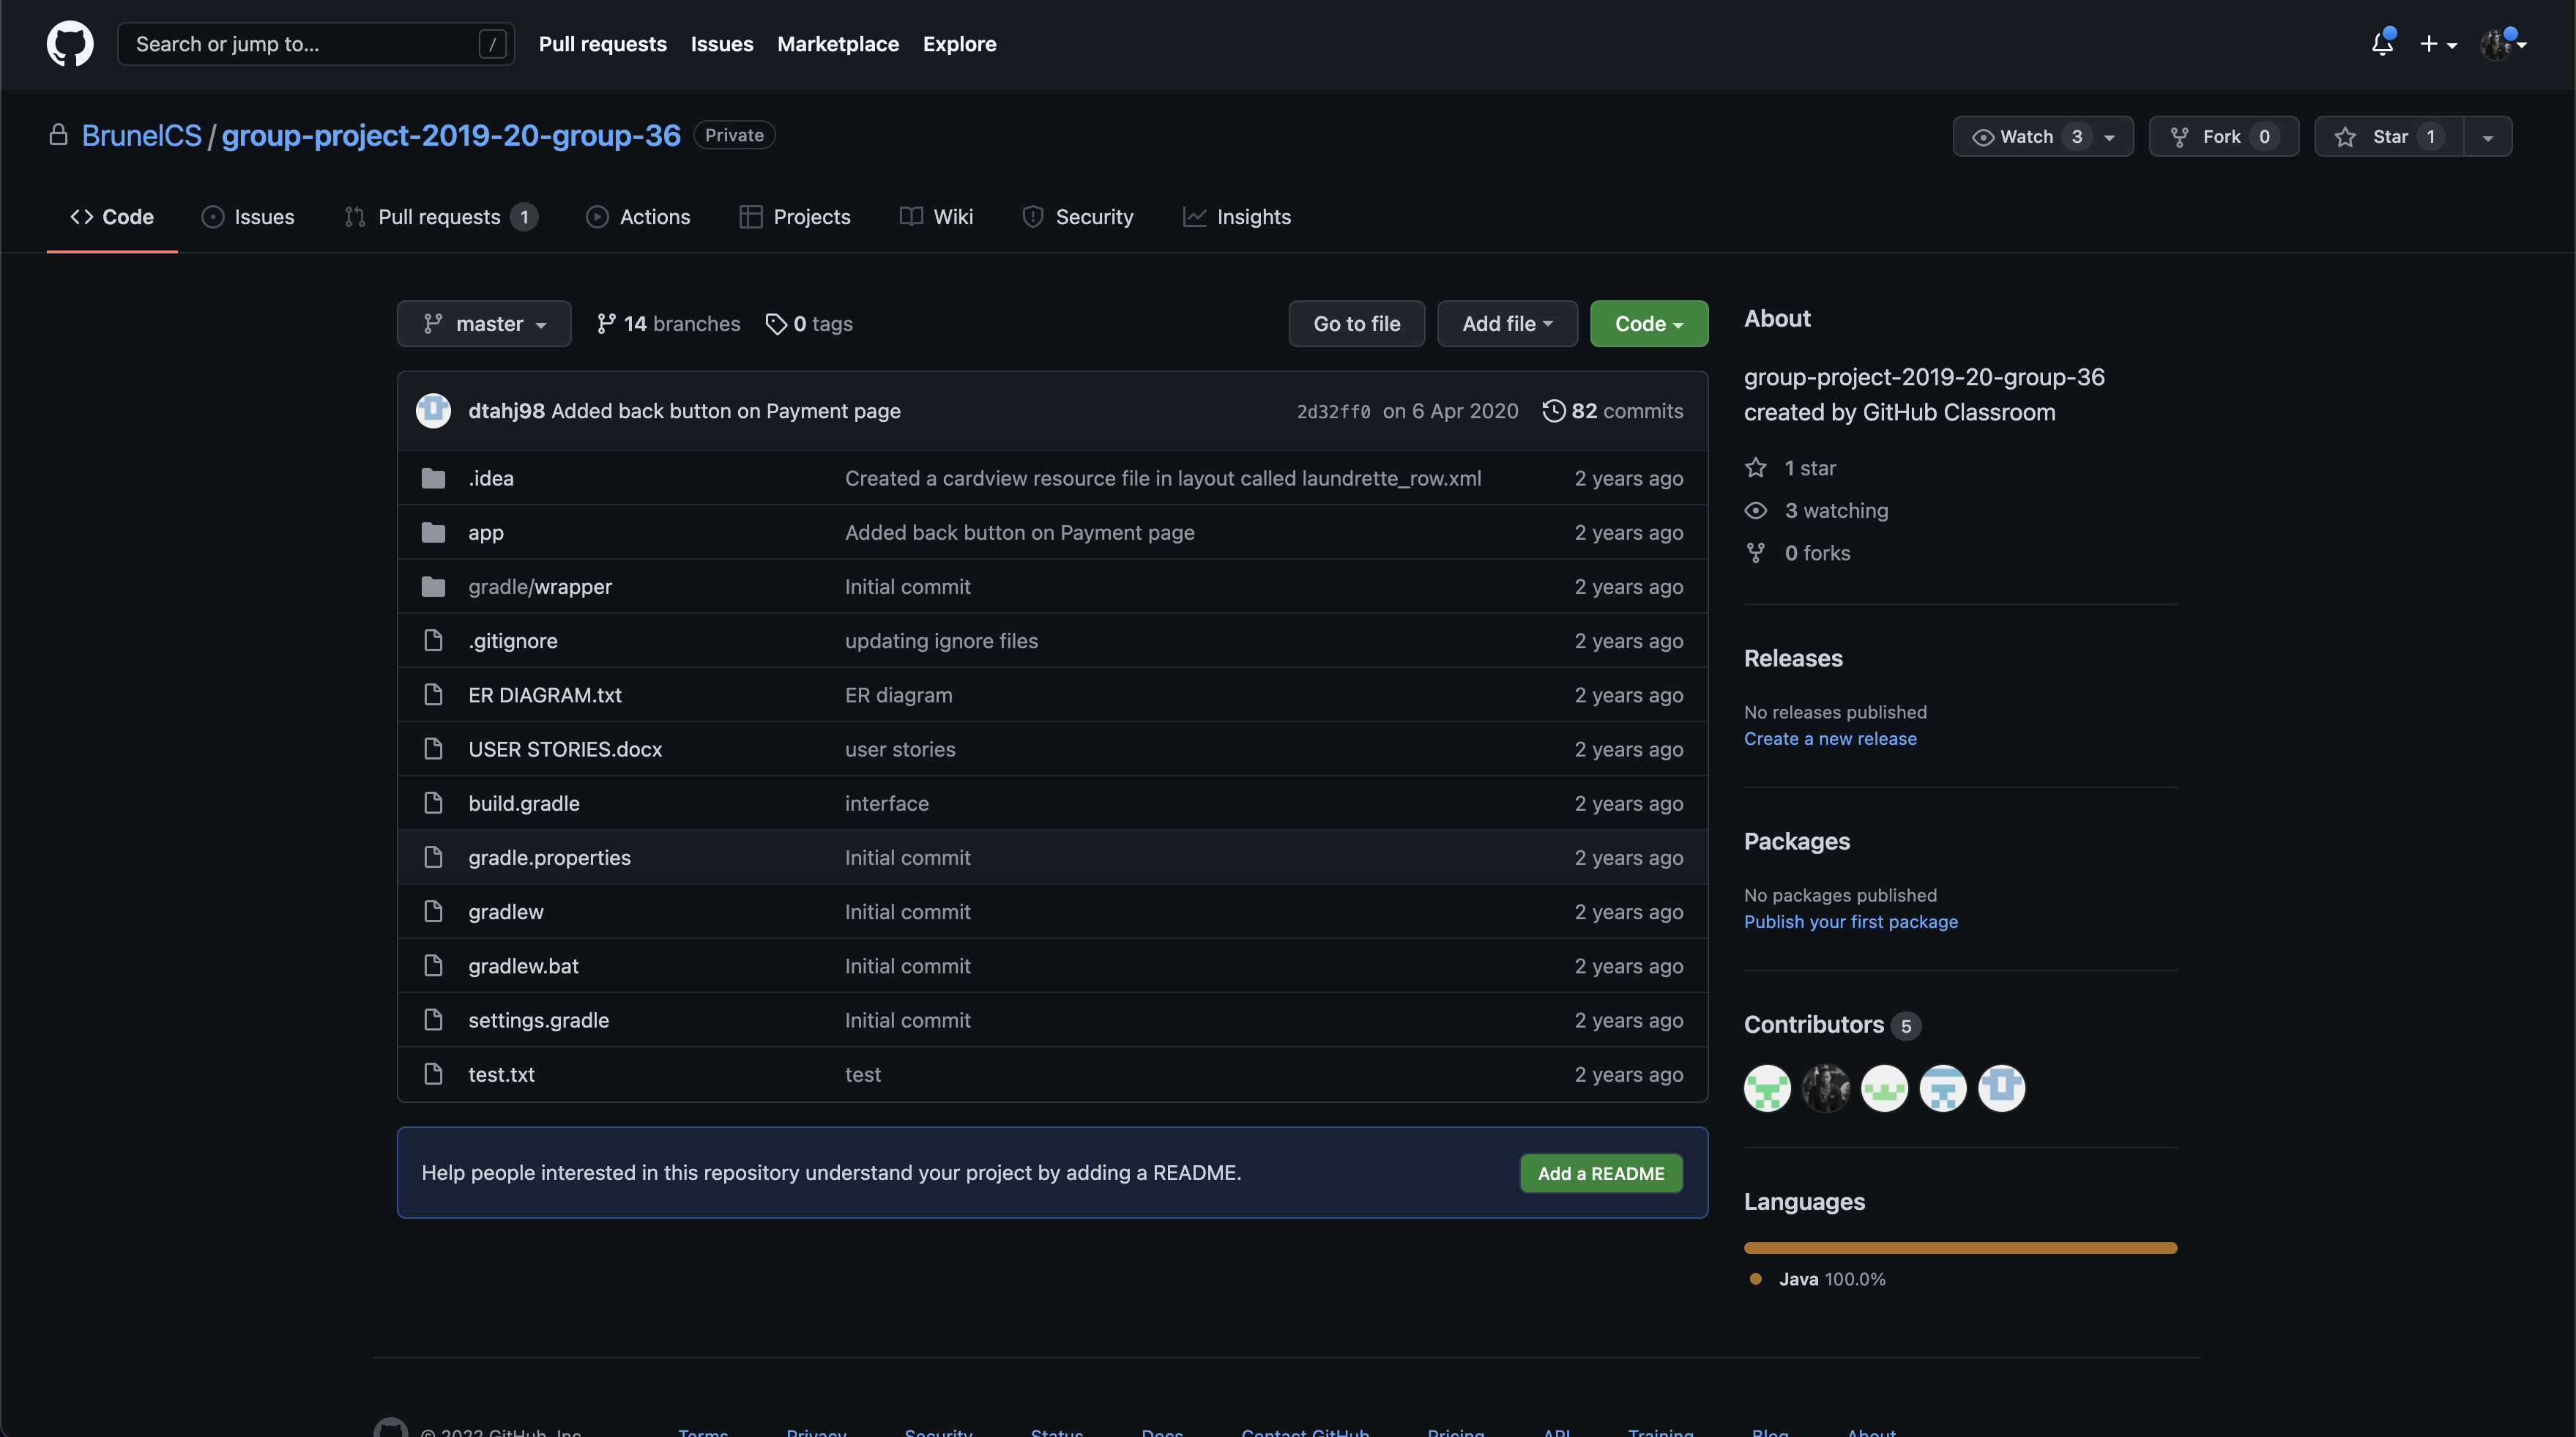 Search or jump to... /
Pull requests Issues Marketplace Explore
BrunelCS / group-project-2019-20-group-36 Private
Watch 3 Fork 0 Star 1
Code Issues Pull requests 1 Actions Projects Wiki Security Insights
master 14 branches 0 tags Go to file Add file Code
dtahj98 Added back button on Payment page 2d32ff0 on 6 Apr 2020 82 commits
.idea Created a cardview resource file in layout called laundrette_row.xml 2 years ago
app Added back button on Payment page 2 years ago
gradle/wrapper Initial commit 2 years ago
.gitignore updating ignore files 2 years ago
ER DIAGRAM.txt ER diagram 2 years ago
USER STORIES.docx user stories 2 years ago
build.gradle interface 2 years ago
gradle.properties Initial commit 2 years ago
gradlew Initial commit 2 years ago
gradlew.bat Initial commit 2 years ago
settings.gradle Initial commit 2 years ago
test.txt test 2 years ago
Help people interested in this repository understand your project by adding a README. Add a README
About
group-project-2019-20-group-36
created by GitHub Classroom
1 star
3 watching
0 forks
Releases
No releases published
Create a new release
Packages
No packages published
Publish your first package
Contributors 5
Languages
Java 100.0%
© 2022 GitHub, Inc. Terms Privacy Security Status Docs Contact GitHub Pricing API Training Blog About